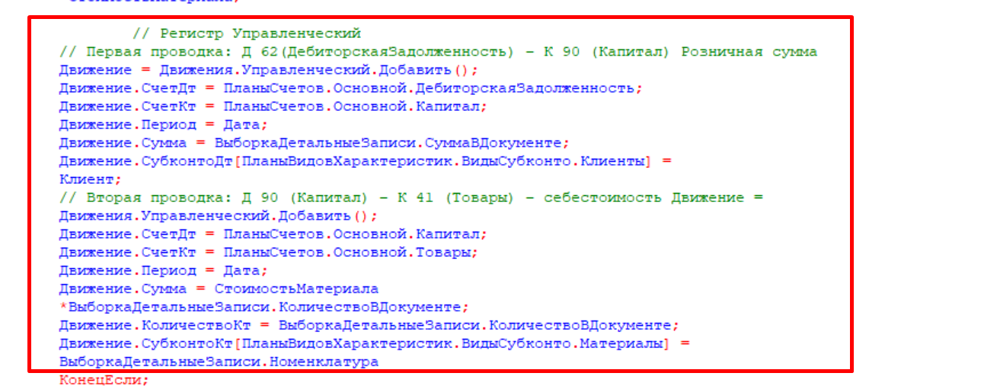 // Регистр Управленческий
// Первая проводка: Д 62(ДебиторскаяЗадолженность) – К 90 (Капитал) Розничная сумма
Движение = Движения.Управленческий.Добавить();
Движение.СчетДт = ПланыСчетов.Основной.ДебиторскаяЗадолженность;
Движение.СчетКт = ПланыСчетов.Основной.Капитал;
Движение.Период = Дата;
Движение.Сумма = ВыборкаДетальныеЗаписи.СуммаВДокументе;
Движение.СубконтоДт[ПланыВидовХарактеристик.ВидыСубконто.Клиенты] =
Клиент;
// Вторая проводка: Д 90 (Капитал) – К 41 (Товары) – себестоимость Движение =
Движения.Управленческий.Добавить();
Движение.СчетДт = ПланыСчетов.Основной.Капитал;
Движение.СчетКт = ПланыСчетов.Основной.Товары;
Движение.Период = Дата;
Движение.Сумма = СтоимостьМатериала
*ВыборкаДетальныеЗаписи.КоличествоВДокументе;
Движение.КоличествоКт = ВыборкаДетальныеЗаписи.КоличествоВДокументе;
Движение.СубконтоКт[ПланыВидовХарактеристик.ВидыСубконто.Материалы] =
ВыборкаДетальныеЗаписи.Номенклатура
КонецЕсли;